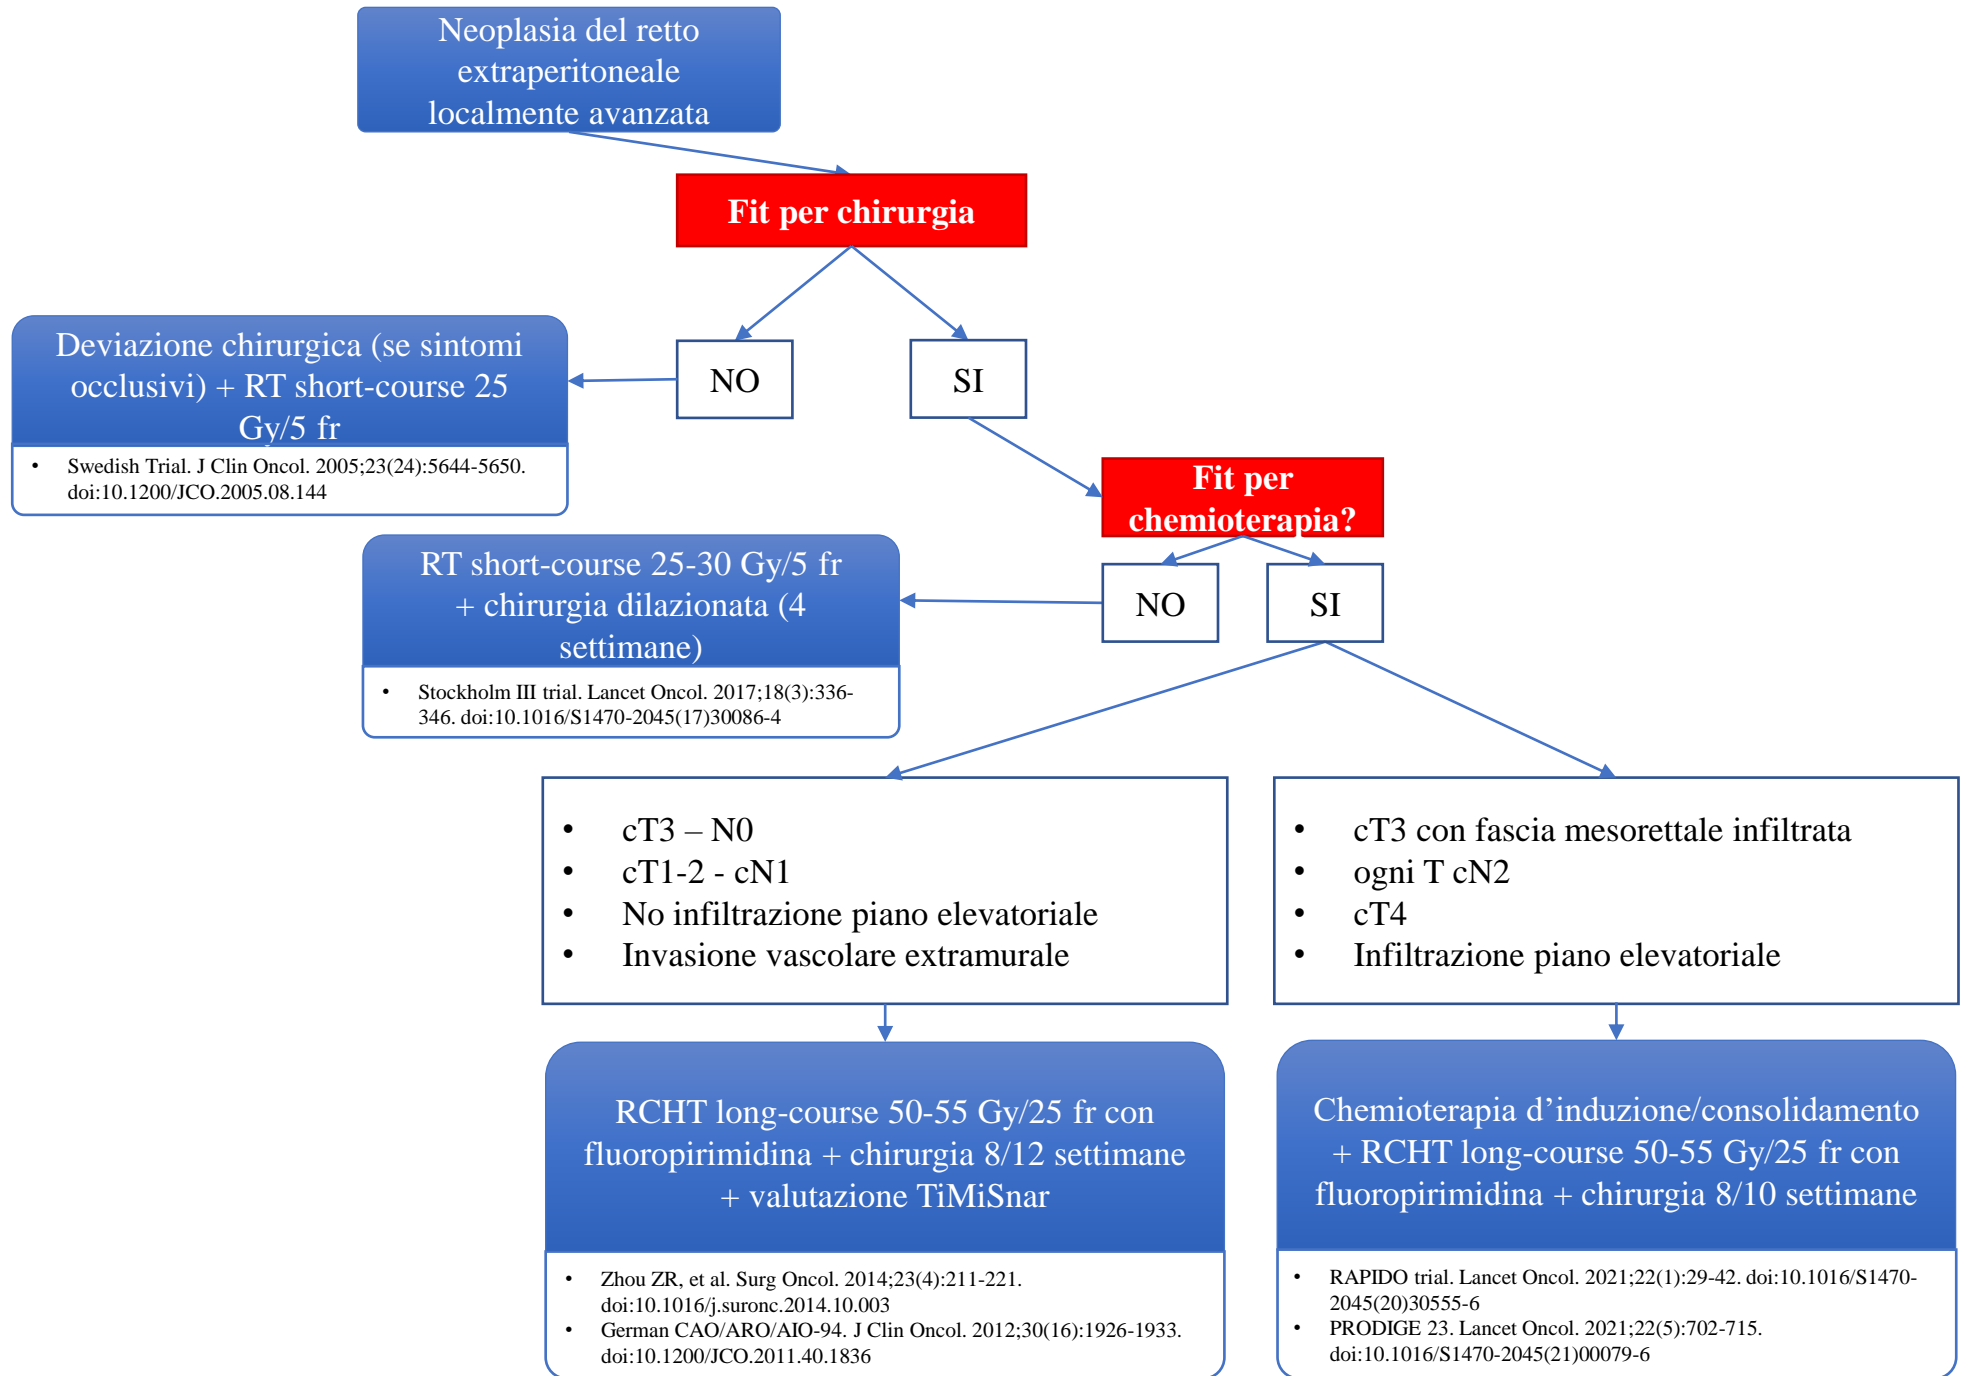 Neoplasia del retto
extraperitoneale
localmente avanzata
Fit per chirurgia
NO
SI
Deviazione chirurgica (se sintomi
occlusivi) + RT short-course 25
Gy/5 fr
• Swedish Trial. J Clin Oncol. 2005;23(24):5644-5650.
doi:10.1200/JCO.2005.08.144
Fit per
chemioterapia?
NO
SI
RT short-course 25-30 Gy/5 fr
+ chirurgia dilazionata (4
settimane)
• Stockholm III trial. Lancet Oncol. 2017;18(3):336-
346. doi:10.1016/S1470-2045(17)30086-4
• cT3 – N0
• cT1-2 - cN1
• No infiltrazione piano elevatoriale
• Invasione vascolare extramurale
• cT3 con fascia mesorettale infiltrata
• ogni T cN2
• cT4
• Infiltrazione piano elevatoriale
RCHT long-course 50-55 Gy/25 fr con
fluoropirimidina + chirurgia 8/12 settimane
+ valutazione TiMiSnar
• Zhou ZR, et al. Surg Oncol. 2014;23(4):211-221.
doi:10.1016/j.suronc.2014.10.003
• German CAO/ARO/AIO-94. J Clin Oncol. 2012;30(16):1926-1933.
doi:10.1200/JCO.2011.40.1836
Chemioterapia d’induzione/consolidamento
+ RCHT long-course 50-55 Gy/25 fr con
fluoropirimidina + chirurgia 8/10 settimane
• RAPIDO trial. Lancet Oncol. 2021;22(1):29-42. doi:10.1016/S1470-
2045(20)30555-6
• PRODIGE 23. Lancet Oncol. 2021;22(5):702-715.
doi:10.1016/S1470-2045(21)00079-6